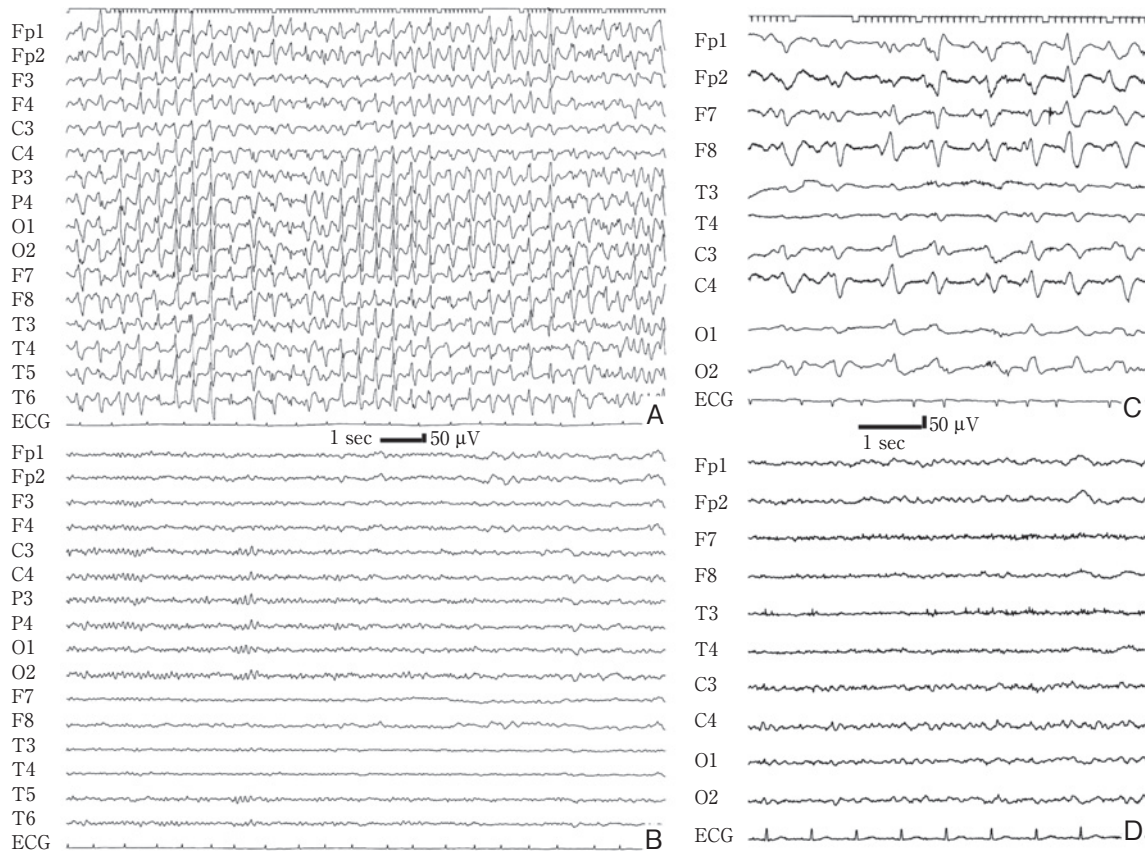 Fp1
Fp2
F3
F4
C3
C4
P3
P4
O1
O2
F7
F8
T3
T4
T5
T6
ECG
A
1 sec 50 μV
Fp1
Fp2
F3
F4
C3
C4
P3
P4
O1
O2
F7
F8
T3
T4
T5
T6
ECG
B
Fp1
Fp2
F7
F8
T3
T4
C3
C4
O1
O2
ECG
C
1 sec 50 μV
Fp1
Fp2
F7
F8
T3
T4
C3
C4
O1
O2
ECG
D